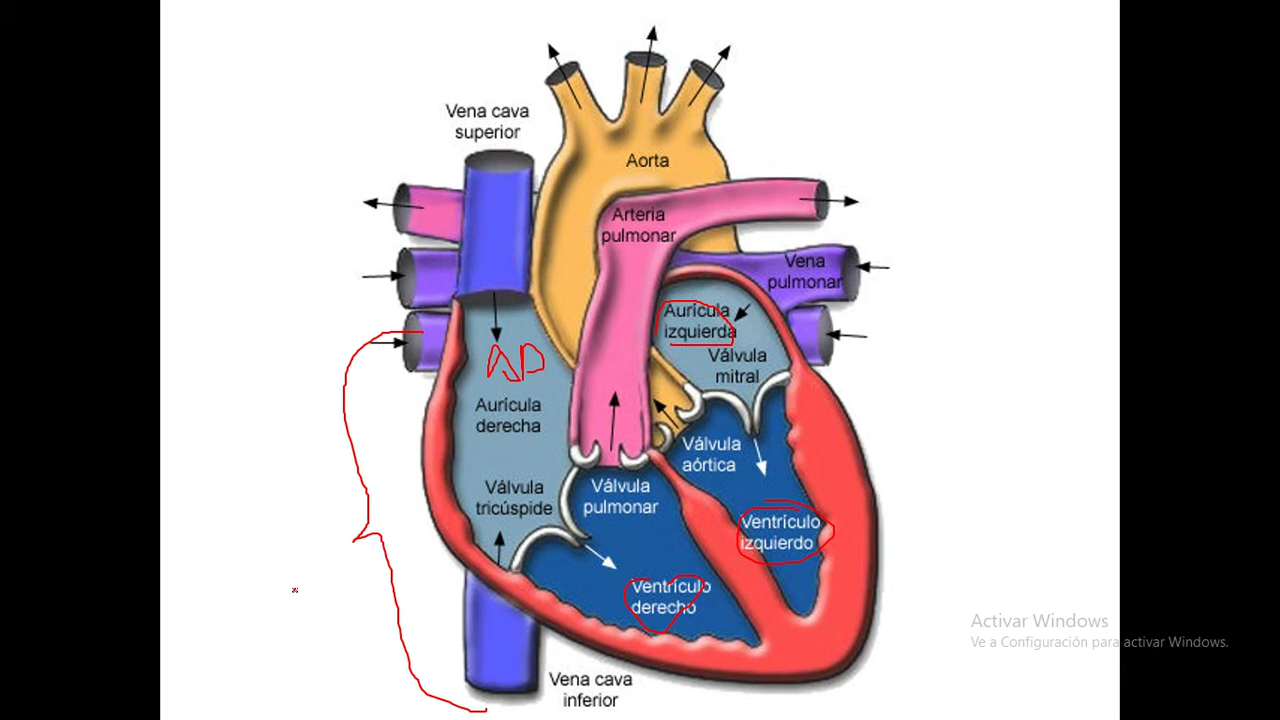 Vena cava
superior
Aorta
Arteria
pulmonar
Vena
pulmonar
Aurícula
izquierda
Válvula
mitral
AD
Aurícula
derecha
Válvula
aórtica
Válvula
tricúspide
Válvula
pulmonar
Ventrículo
izquierdo
Ventrículo
derecho
Vena cava
inferior
Activar Windows
Ve a Configuración para activar Windows.